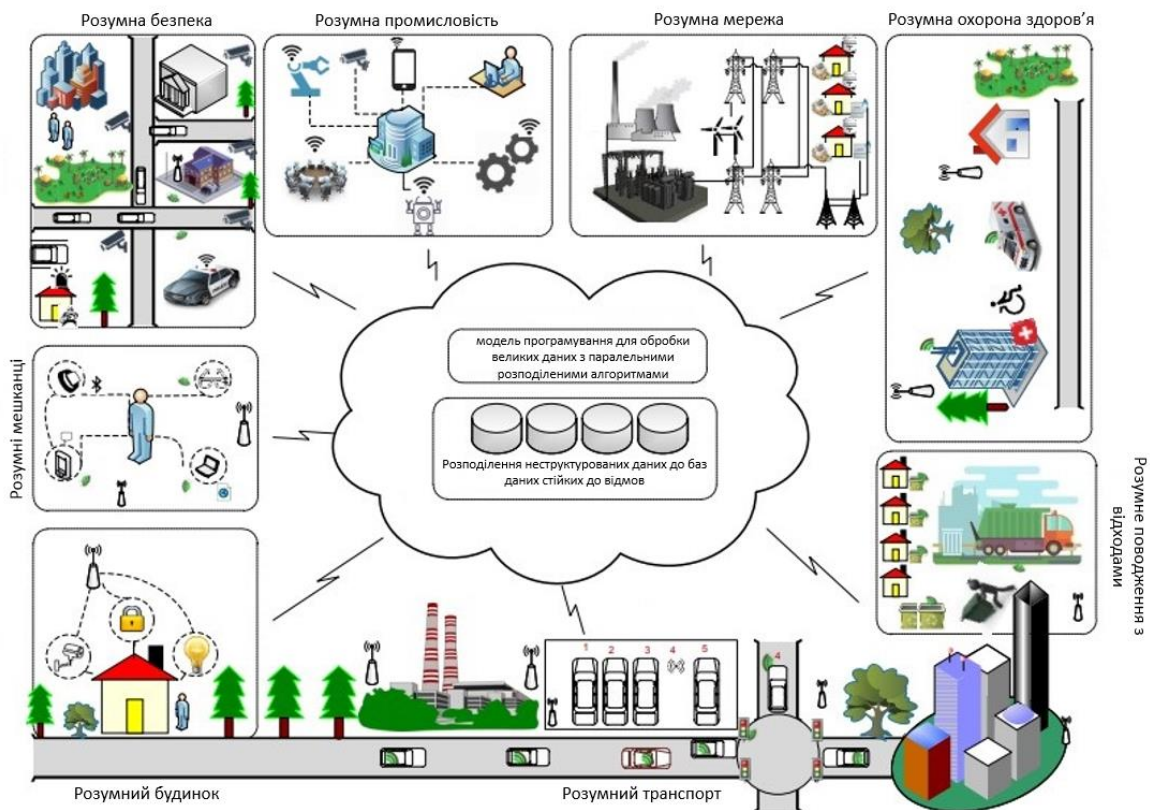 Розумна безпека
Розумна промисловість
Розумна мережа
Розумна охорона здоров’я
модель програмування для обробки
великих даних з паралельними
розподіленими алгоритмами
Розподілення неструктурованих даних до баз
даних стійких до відмов
Розумні мешканці
Розумне поводження з
відходами
1
2
3
4
5
4
Розумний будинок
Розумний транспорт